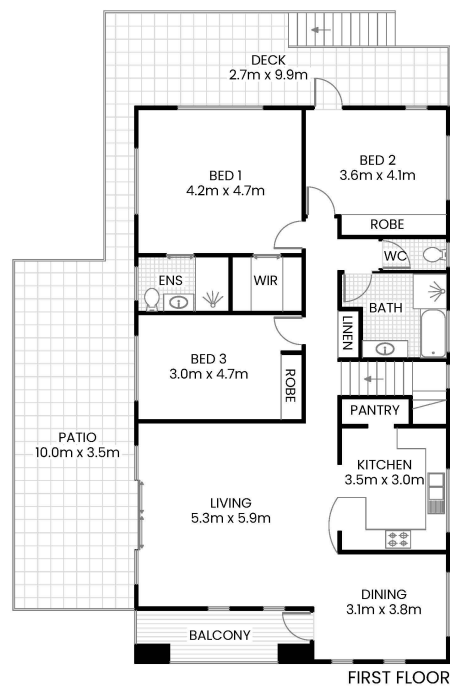 DECK
2.7m x 9.9m
BED 1
4.2m x 4.7m
BED 2
3.6m x 4.1m
ROBE
WC
ENS
WIR
BATH
LINEN
BED 3
3.0m x 4.7m
ROBE
PANTRY
PATIO
10.0m x 3.5m
KITCHEN
3.5m x 3.0m
LIVING
5.3m x 5.9m
DINING
3.1m x 3.8m
BALCONY
FIRST FLOOR